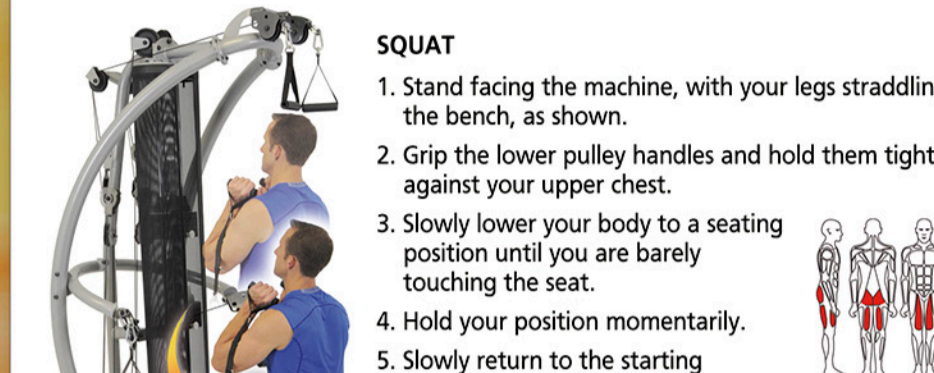 SQUAT
1. Stand facing the machine, with your legs straddlin
the bench, as shown.
2. Grip the lower pulley handles and hold them tight
against your upper chest.
3. Slowly lower your body to a seating
position until you are barely
touching the seat.
4. Hold your position momentarily.
5. Slowly return to the starting